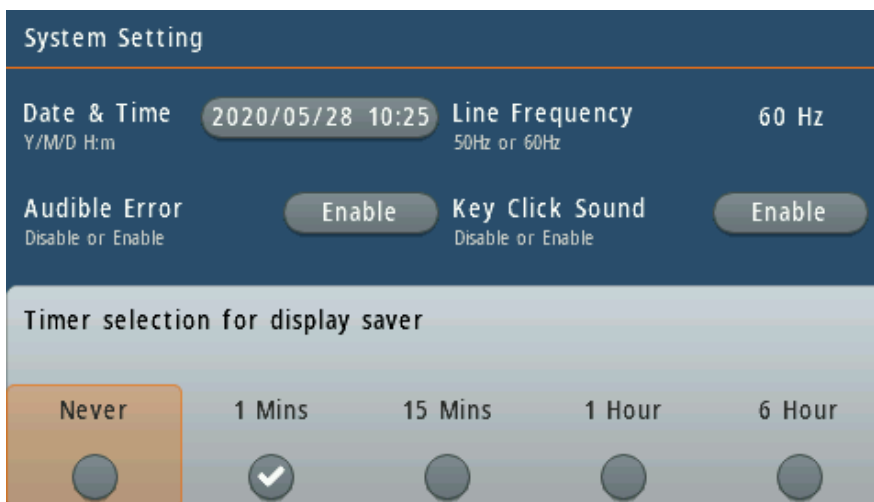 System Setting
Date & Time 2020/05/28 10:25 Line Frequency 60 Hz
Y/M/D H:m 50Hz or 60Hz
Audible Error Enable Key Click Sound Enable
Disable or Enable Disable or Enable
Timer selection for display saver
Never 1 Mins 15 Mins 1 Hour 6 Hour